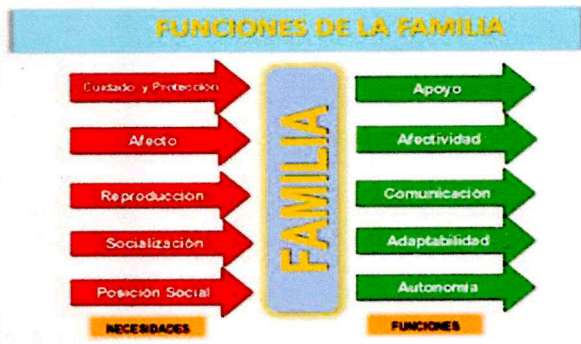 FUNCIONES DE LA FAMILIA
Cuidado y Protección
Afecto
Reproducción
Socialización
Posición Social
NECESIDADES
FAMILIA
Apoyo
Afectividad
Comunicación
Adaptabilidad
Autonomía
FUNCIONES